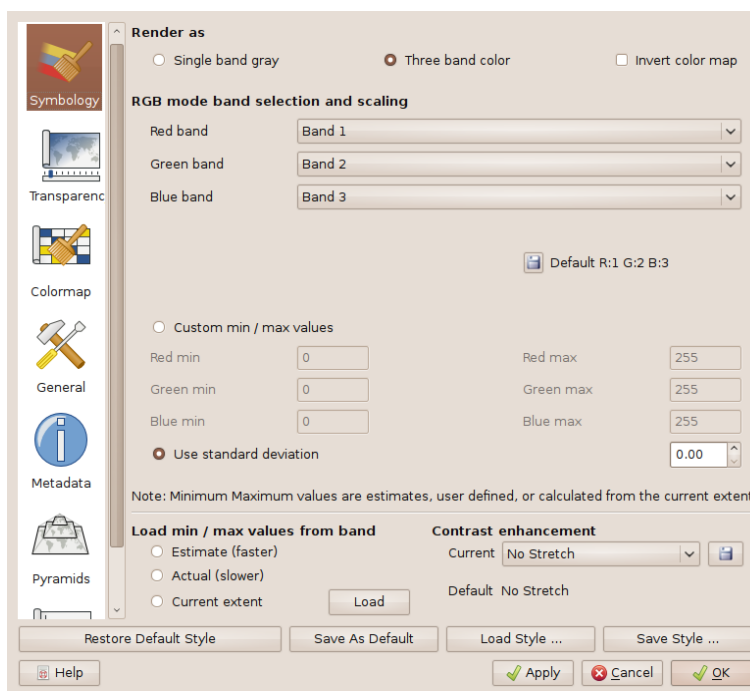 Symbology
Transparenc
Colormap
General
Metadata
Pyramids
Render as
Single band gray
Three band color
Invert color map
RGB mode band selection and scaling
Red band
Band 1
Green band
Band 2
Blue band
Band 3
Default R:1 G:2 B:3
Custom min / max values
Red min
0
Red max
255
Green min
0
Green max
255
Blue min
0
Blue max
255
Use standard deviation
0.00
Note: Minimum Maximum values are estimates, user defined, or calculated from the current extent
Load min / max values from band
Estimate (faster)
Actual (slower)
Current extent
Load
Contrast enhancement
Current
No Stretch
Default
No Stretch
Restore Default Style
Save As Default
Load Style ...
Save Style ...
Help
Apply
Cancel
OK